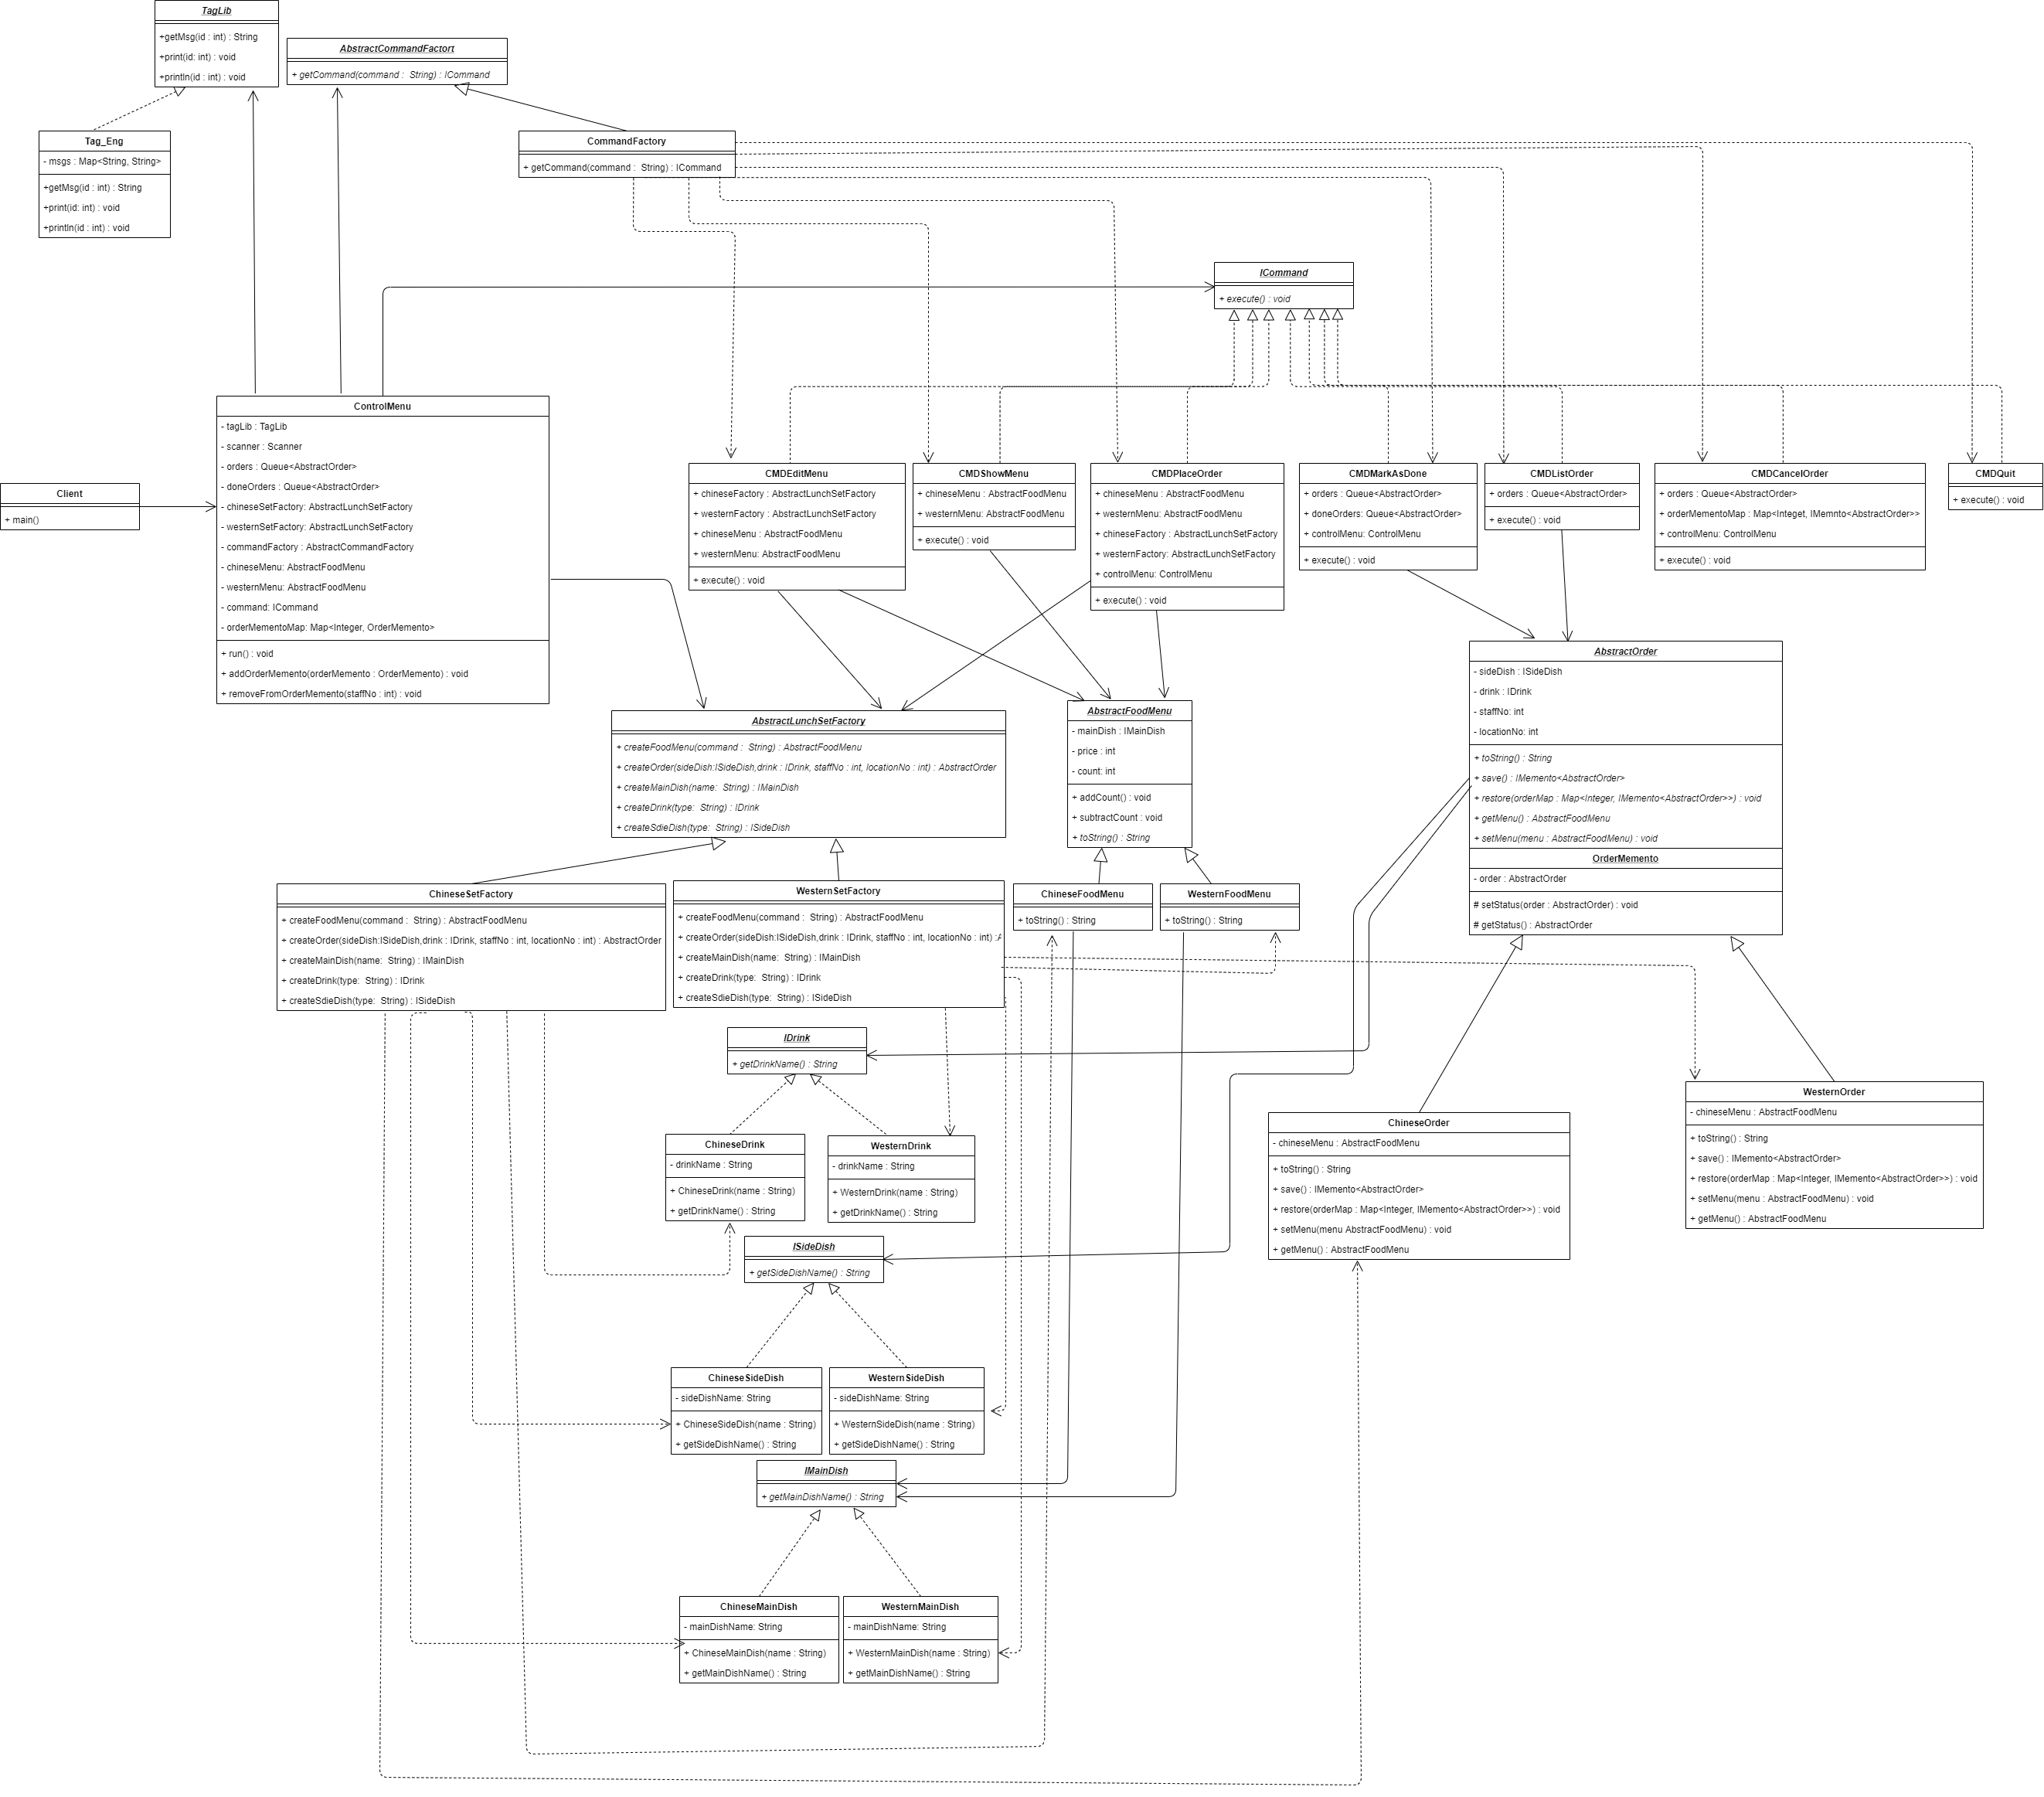 TagLib
+getMsg(id : int) : String
+print(id: int) : void
+println(id : int) : void
AbstractCommandFactort
+ getCommand(command :  String) : ICommand
Tag_Eng
- msgs : Map<String, String>
+getMsg(id : int) : String
+print(id: int) : void
+println(id : int) : void
CommandFactory
+ getCommand(command :  String) : ICommand
ICommand
+ execute() : void
Client
+ main()
ControlMenu
- tagLib : TagLib
- scanner : Scanner
- orders : Queue<AbstractOrder>
- doneOrders : Queue<AbstractOrder>
- chineseSetFactory: AbstractLunchSetFactory
- westernSetFactory: AbstractLunchSetFactory
- commandFactory : AbstractCommandFactory
- chineseMenu: AbstractFoodMenu
- westernMenu: AbstractFoodMenu
- command: ICommand
- orderMementoMap: Map<Integer, OrderMemento>
+ run() : void
+ addOrderMemento(orderMemento : OrderMemento) : void
+ removeFromOrderMemento(staffNo : int) : void
CMDEditMenu
+ chineseFactory : AbstractLunchSetFactory
+ westernFactory : AbstractLunchSetFactory
+ chineseMenu : AbstractFoodMenu
+ westernMenu: AbstractFoodMenu
+ execute() : void
CMDShowMenu
+ chineseMenu : AbstractFoodMenu
+ westernMenu: AbstractFoodMenu
+ execute() : void
CMDPlaceOrder
+ chineseMenu : AbstractFoodMenu
+ westernMenu: AbstractFoodMenu
+ chineseFactory : AbstractLunchSetFactory
+ westernFactory: AbstractLunchSetFactory
+ controlMenu: ControlMenu
+ execute() : void
CMDMarkAsDone
+ orders : Queue<AbstractOrder>
+ doneOrders: Queue<AbstractOrder>
+ controlMenu: ControlMenu
+ execute() : void
CMDListOrder
+ orders : Queue<AbstractOrder>
+ execute() : void
CMDCancelOrder
+ orders : Queue<AbstractOrder>
+ orderMementoMap : Map<Integet, IMemnto<AbstractOrder>>
+ controlMenu: ControlMenu
+ execute() : void
CMDQuit
+ execute() : void
AbstractLunchSetFactory
+ createFoodMenu(command :  String) : AbstractFoodMenu
+ createOrder(sideDish:ISideDish,drink : IDrink, staffNo : int, locationNo : int) : AbstractOrder
+ createMainDish(name:  String) : IMainDish
+ createDrink(type:  String) : IDrink
+ createSdieDish(type:  String) : ISideDish
AbstractFoodMenu
- mainDish : IMainDish
- price : int
- count: int
+ addCount() : void
+ subtractCount : void
+ toString() : String
AbstractOrder
- sideDish : ISideDish
- drink : IDrink
- staffNo: int
- locationNo: int
+ toString() : String
+ save() : IMemento<AbstractOrder>
+ restore(orderMap : Map<Integer, IMemento<AbstractOrder>>) : void
+ getMenu() : AbstractFoodMenu
+ setMenu(menu : AbstractFoodMenu) : void
OrderMemento
- order : AbstractOrder
# setStatus(order : AbstractOrder) : void
# getStatus() : AbstractOrder
ChineseSetFactory
+ createFoodMenu(command :  String) : AbstractFoodMenu
+ createOrder(sideDish:ISideDish,drink : IDrink, staffNo : int, locationNo : int) : AbstractOrder
+ createMainDish(name:  String) : IMainDish
+ createDrink(type:  String) : IDrink
+ createSdieDish(type:  String) : ISideDish
WesternSetFactory
+ createFoodMenu(command :  String) : AbstractFoodMenu
+ createOrder(sideDish:ISideDish,drink : IDrink, staffNo : int, locationNo : int) :
+ createMainDish(name:  String) : IMainDish
+ createDrink(type:  String) : IDrink
+ createSdieDish(type:  String) : ISideDish
ChineseFoodMenu
+ toString() : String
WesternFoodMenu
+ toString() : String
IDrink
+ getDrinkName() : String
ChineseDrink
- drinkName : String
+ ChineseDrink(name : String)
+ getDrinkName() : String
WesternDrink
- drinkName : String
+ WesternDrink(name : String)
+ getDrinkName() : String
ChineseOrder
- chineseMenu : AbstractFoodMenu
+ toString() : String
+ save() : IMemento<AbstractOrder>
+ restore(orderMap : Map<Integer, IMemento<AbstractOrder>>) : void
+ setMenu(menu AbstractFoodMenu) : void
+ getMenu() : AbstractFoodMenu
WesternOrder
- chineseMenu : AbstractFoodMenu
+ toString() : String
+ save() : IMemento<AbstractOrder>
+ restore(orderMap : Map<Integer, IMemento<AbstractOrder>>) : void
+ setMenu(menu : AbstractFoodMenu) : void
+ getMenu() : AbstractFoodMenu
ISideDish
+ getSideDishName() : String
ChineseSideDish
- sideDishName: String
+ ChineseSideDish(name : String)
+ getSideDishName() : String
WesternSideDish
- sideDishName: String
+ WesternSideDish(name : String)
+ getSideDishName() : String
IMainDish
+ getMainDishName() : String
ChineseMainDish
- mainDishName: String
+ ChineseMainDish(name : String)
+ getMainDishName() : String
WesternMainDish
- mainDishName: String
+ WesternMainDish(name : String)
+ getMainDishName() : String